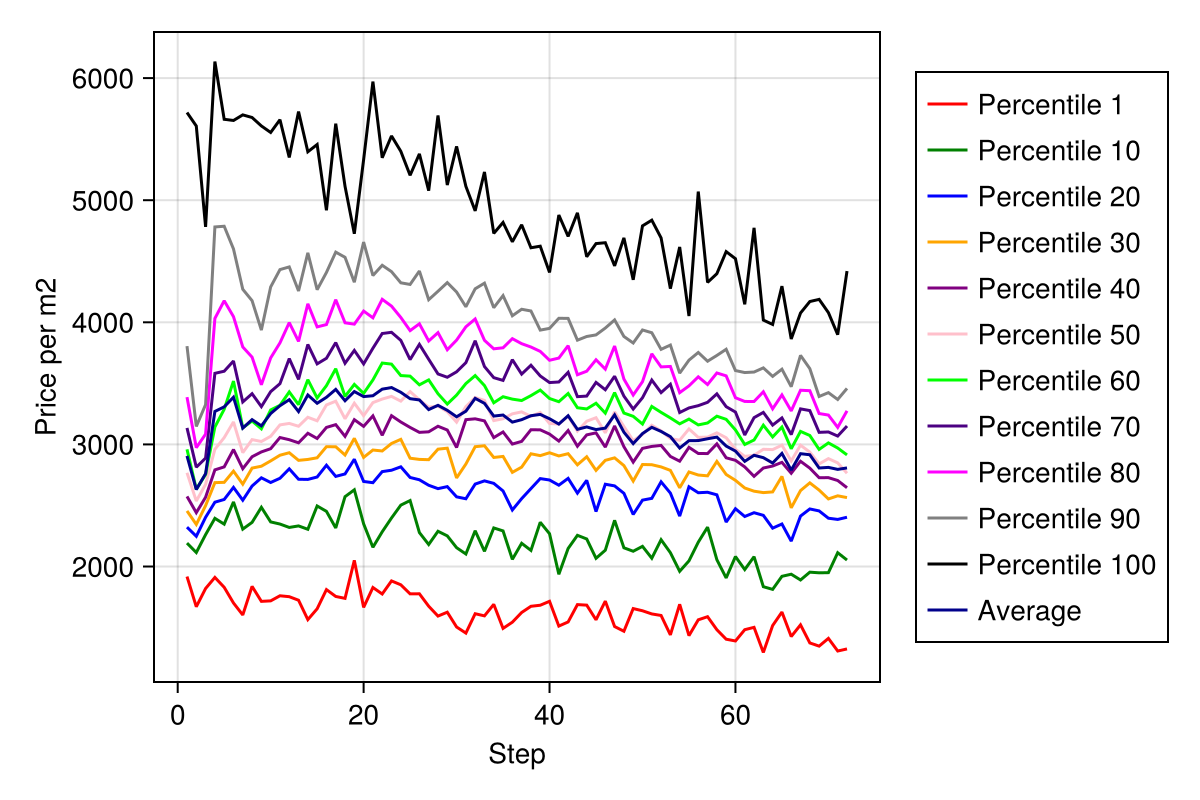 6000
5000
4000
3000
2000
Price per m2
0 20 40 60
Step
Percentile 1
Percentile 10
Percentile 20
Percentile 30
Percentile 40
Percentile 50
Percentile 60
Percentile 70
Percentile 80
Percentile 90
Percentile 100
Average